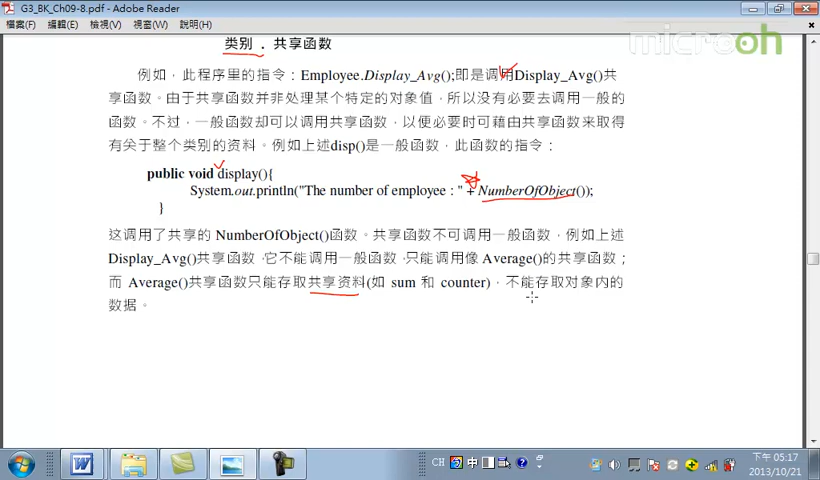 G3_BK_Ch09-8.pdf - Adobe Reader
檔案(F) 編輯(E) 檢視(V) 視窗(W) 說明(H)
microoh
类别．共享函数
例如，此程序里的指令：Employee.Display_Avg();即是调用Display_Avg()共
享函数。由于共享函数并非处理某个特定的对象值，所以没有必要去调用一般的
函数。不过，一般函数却可以调用共享函数，以便必时可藉由共享函数来取得
有关于整个类别的资料。例如上述disp()是一般函数，此函数的指令：
public void display(){
System.out.println("The number of employee : " + NumberOfObject());
}
这调用了共享的 NumberOfObject()函数。共享函数不可调用一般函数，例如上述
Display_Avg()共享函数，它不能调用一般函数，只能调用像 Average()的共享函数；
而 Average()共享函数只能存取共享资料(如 sum 和 counter)，不能存取对象内的
数据。
CH 中
下午 05:17
2013/10/21